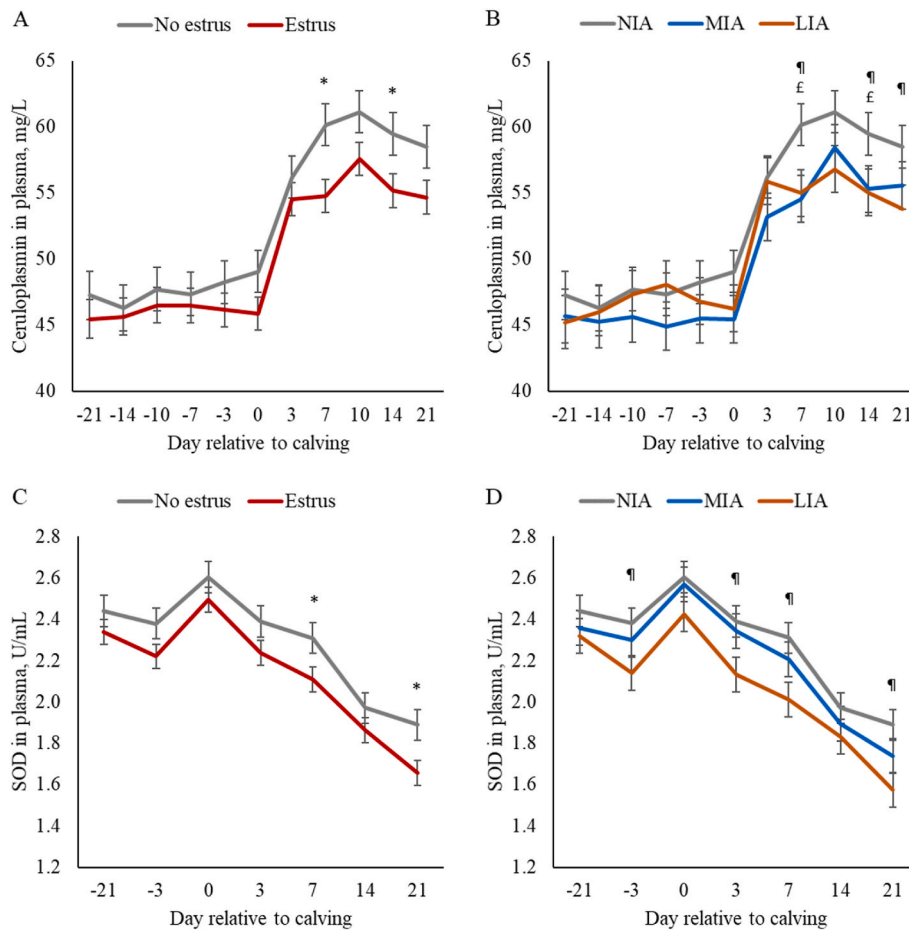 A
No estrus Estrus
Ceruloplasmin in plasma, mg/L
65
60
55
50
45
40
* *
-21 -14 -10 -7 -3 0 3 7 10 14 21
Day relative to calving
B
NIA MIA LIA
Ceruloplasmin in plasma, mg/L
65
60
55
50
45
40
¶ ¶ ¶
£ £
-21 -14 -10 -7 -3 0 3 7 10 14 21
Day relative to calving
C
No estrus Estrus
SOD in plasma, U/mL
2.8
2.6
2.4
2.2
2.0
1.8
1.6
1.4
1.2
* *
-21 -3 0 3 7 14 21
Day relative to calving
D
NIA MIA LIA
SOD in plasma, U/mL
2.8
2.6
2.4
2.2
2.0
1.8
1.6
1.4
1.2
¶ ¶ ¶ ¶
-21 -3 0 3 7 14 21
Day relative to calving